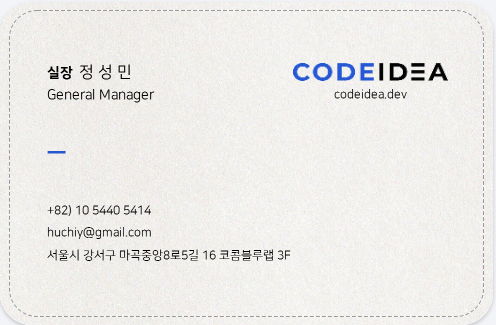 실장 정성민
General Manager
CODEIDEA
codeidea.dev
+82) 10 5440 5414
huchiy@gmail.com
서울시 강서구 마곡중앙8로5길 16 코콤블루랩 3F